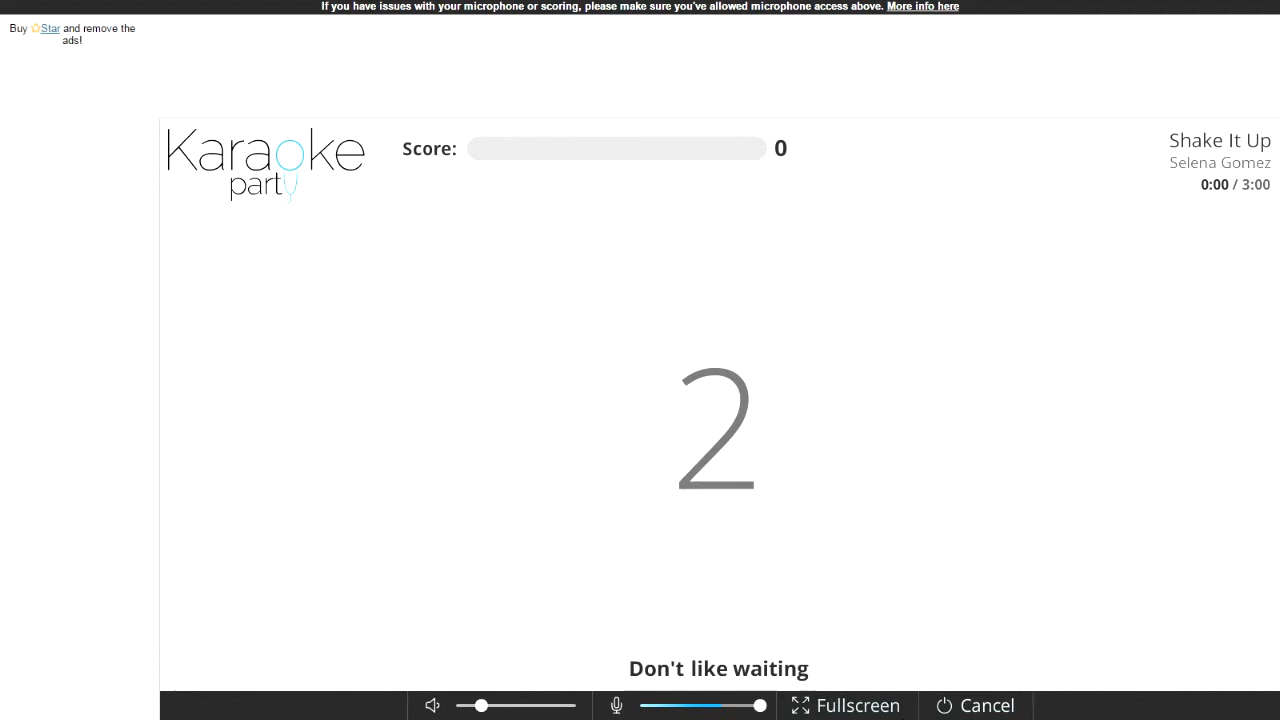 If you have issues with your microphone or scoring, please make sure you've allowed microphone access above. More info here
Buy Star and remove the
ads!
Karaoke
party
Score: 0
Shake It Up
Selena Gomez
0:00 / 3:00
2
Don't like waiting
Fullscreen
Cancel